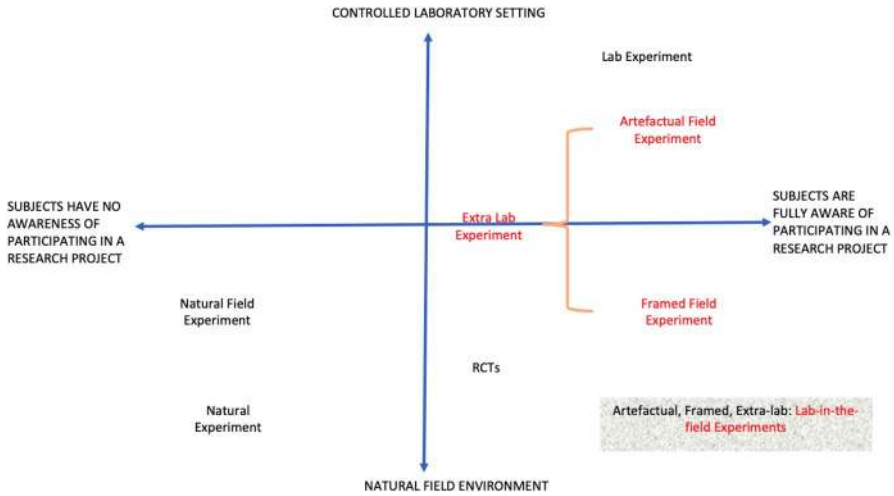 CONTROLLED LABORATORY SETTING
Lab Experiment
Artefactual Field
Experiment
SUBJECTS HAVE NO
AWARENESS OF
PARTICIPATING IN A
RESEARCH PROJECT
Extra Lab
Experiment
SUBJECTS ARE
FULLY AWARE OF
PARTICIPATING IN A
RESEARCH PROJECT
Natural Field
Experiment
Framed Field
Experiment
RCTs
Natural
Experiment
Artefactual, Framed, Extra-lab: Lab-in-the-
field Experiments
NATURAL FIELD ENVIRONMENT